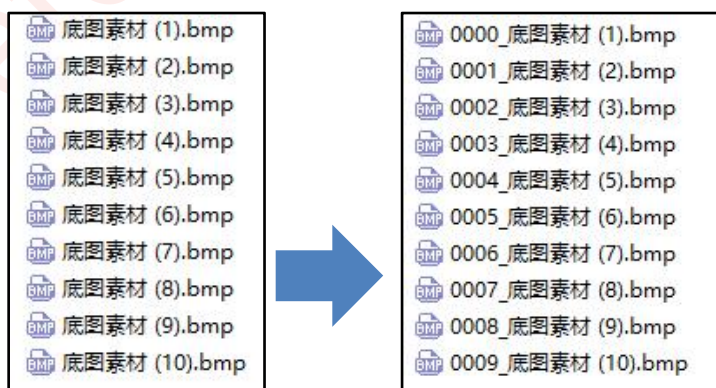 底图素材 (1).bmp
底图素材 (2).bmp
底图素材 (3).bmp
底图素材 (4).bmp
底图素材 (5).bmp
底图素材 (6).bmp
底图素材 (7).bmp
底图素材 (8).bmp
底图素材 (9).bmp
底图素材 (10).bmp
0000_底图素材 (1).bmp
0001_底图素材 (2).bmp
0002_底图素材 (3).bmp
0003_底图素材 (4).bmp
0004_底图素材 (5).bmp
0005_底图素材 (6).bmp
0006_底图素材 (7).bmp
0007_底图素材 (8).bmp
0008_底图素材 (9).bmp
0009_底图素材 (10).bmp